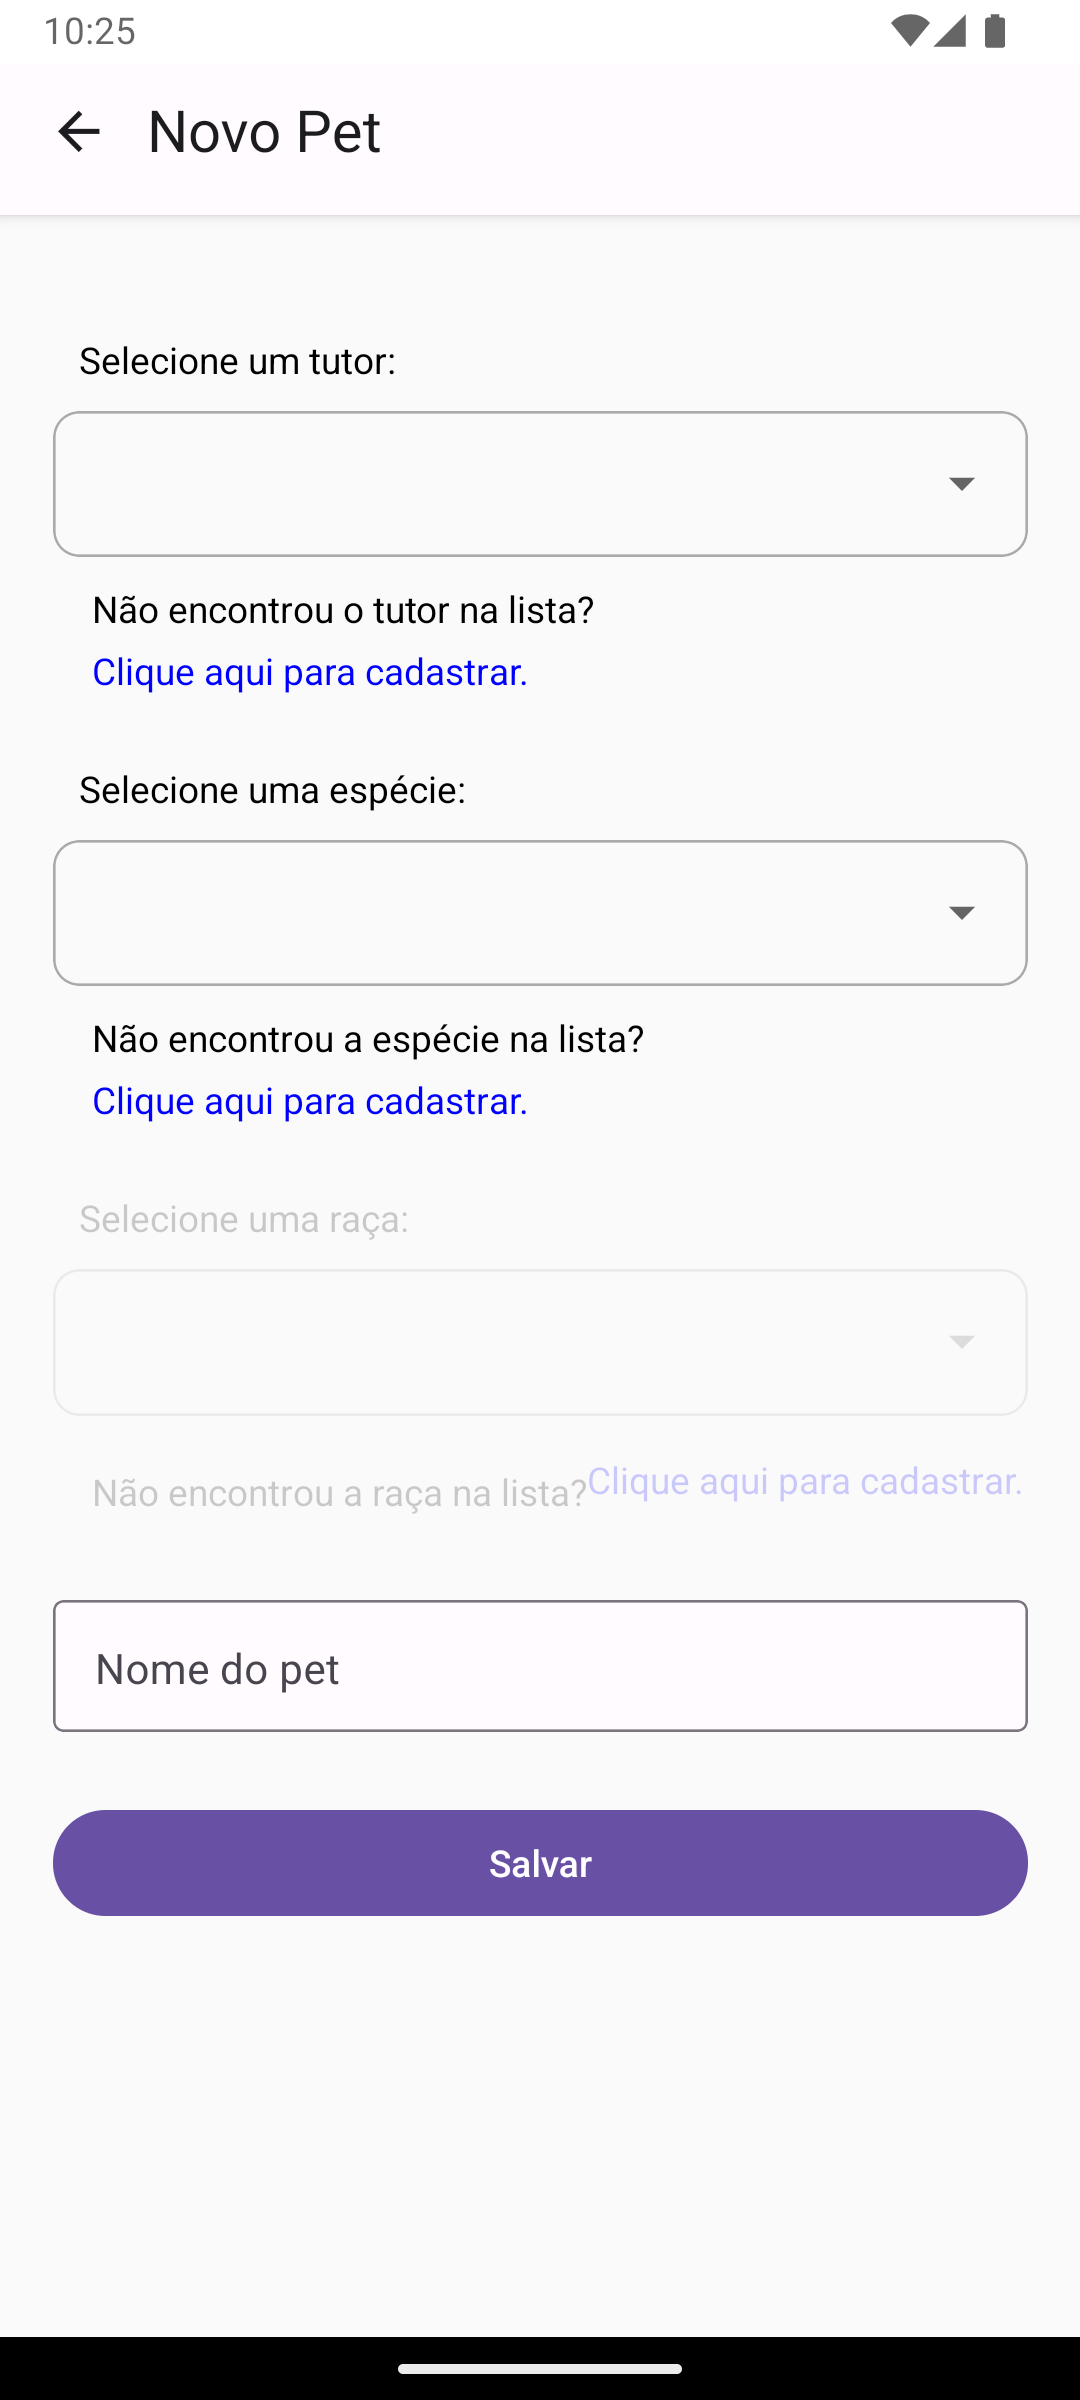 10:25
Novo Pet
Selecione um tutor:
Não encontrou o tutor na lista?
Clique aqui para cadastrar.
Selecione uma espécie:
Não encontrou a espécie na lista?
Clique aqui para cadastrar.
Selecione uma raça:
Não encontrou a raça na lista? Clique aqui para cadastrar.
Nome do pet
Salvar